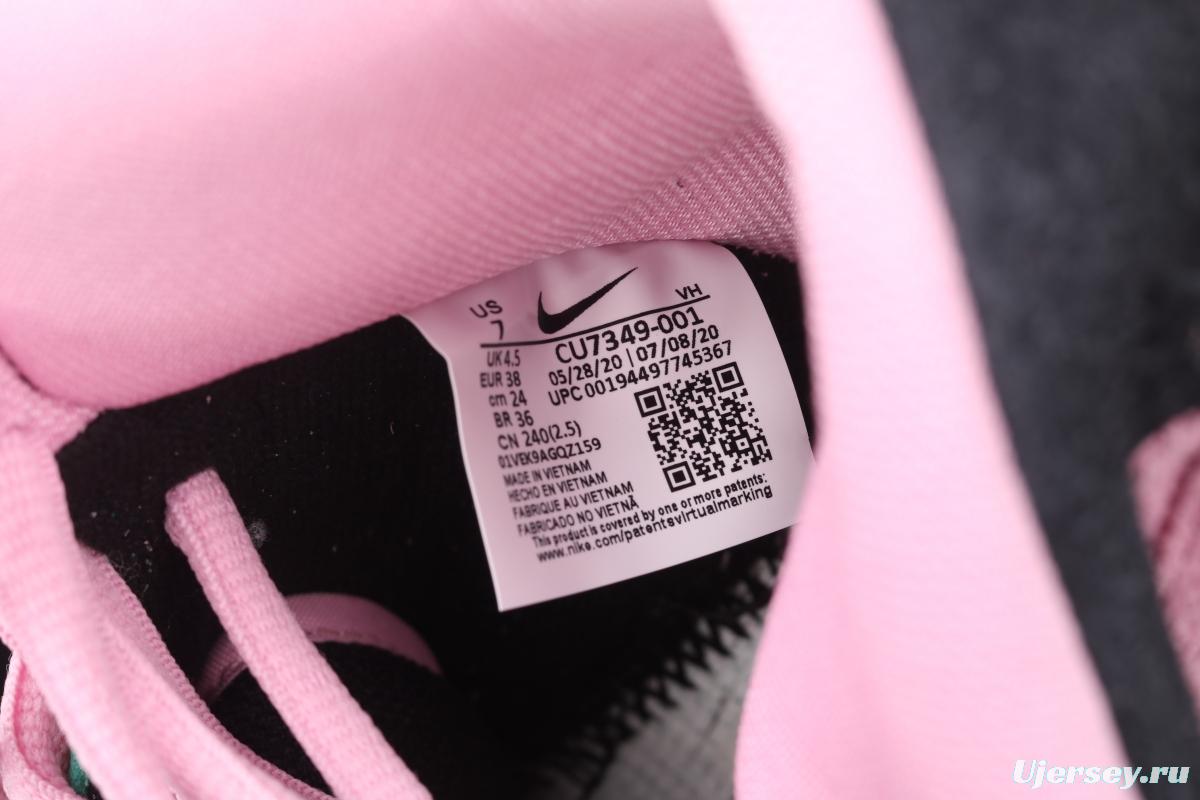 US
7
VH
CU7349-001
UK 4.5
05/28/20 | 07/08/20
EUR 38
UPC 00194497745367
cm 24
BR 36
CN 240(2.5)
01VEK9AGQZ159
MADE IN VIETNAM
HECHO EN VIETNAM
FABRIQUE AU VIETNAM
FABRICADO NO VIETNÃ
This product is covered by one or more patents:
www.nike.com/patentsvirtualmarking
Ujersey.ru